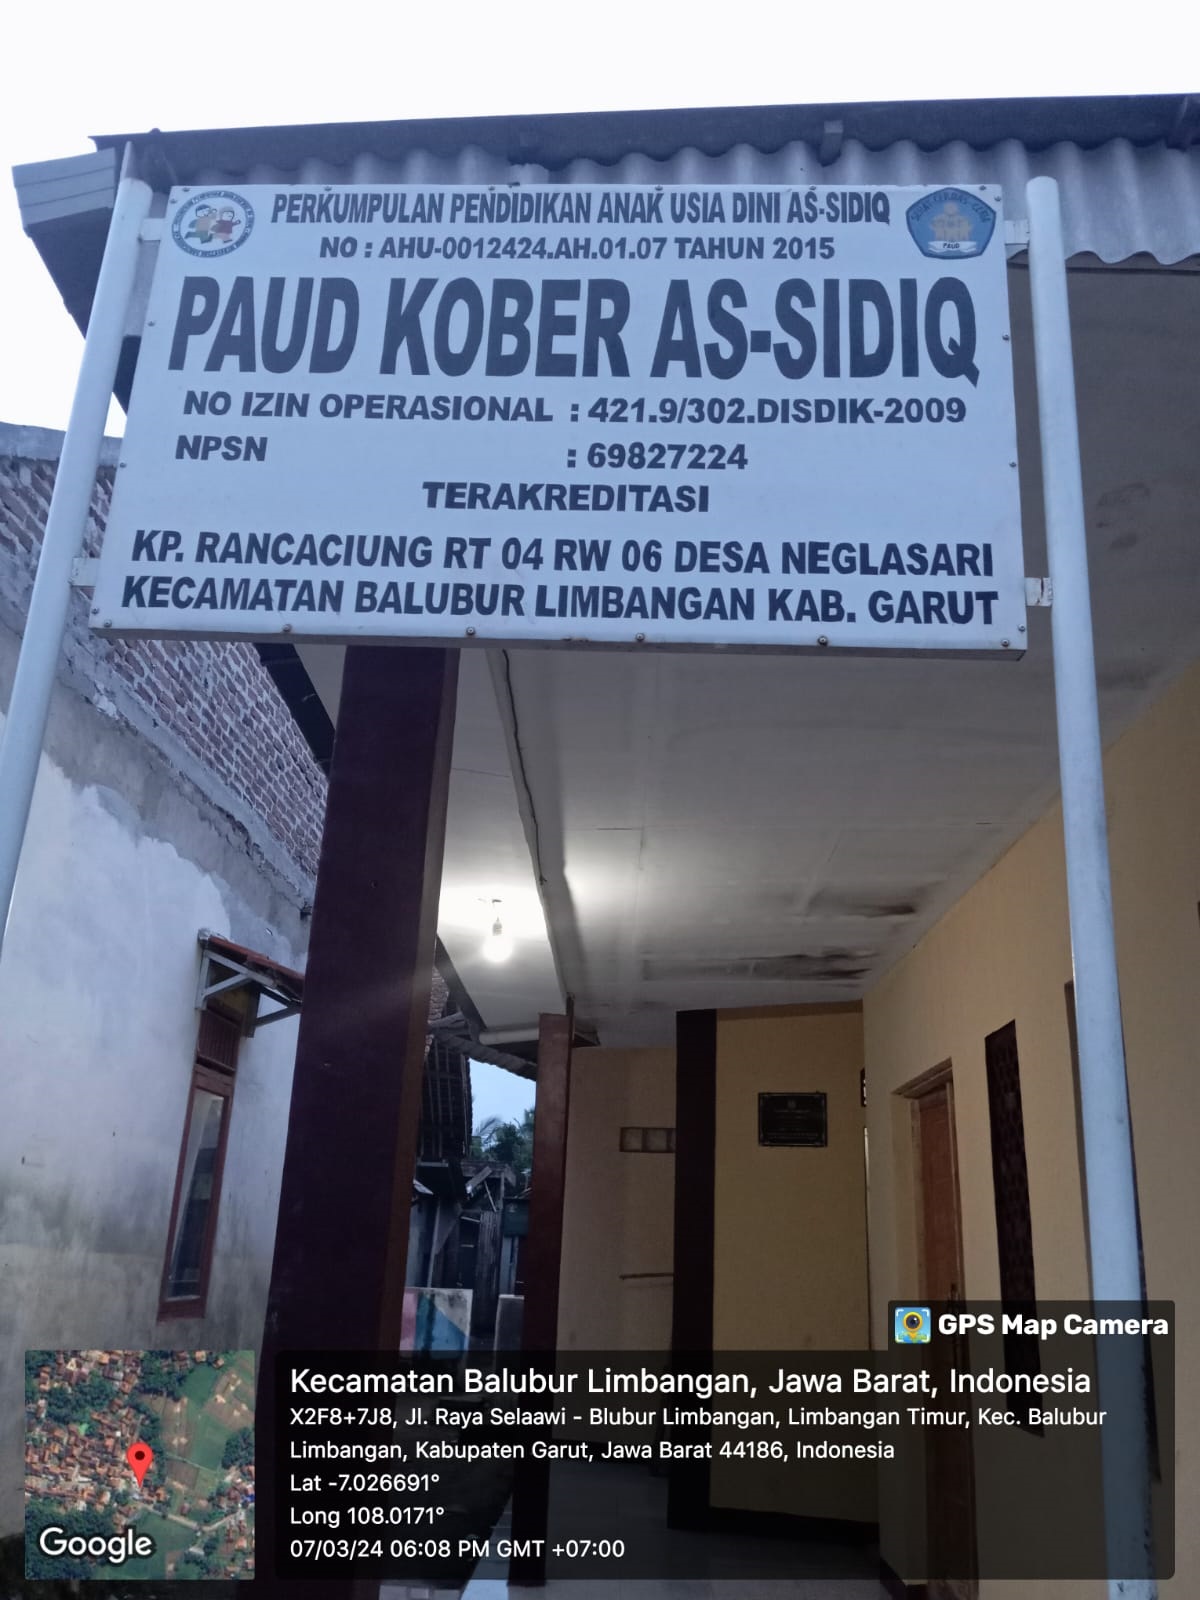 PERKUMPULAN PENDIDIKAN ANAK USIA DINI AS-SIDIQ
NO : AHU-0012424.AH.01.07 TAHUN 2015
PAUD
PAUD KOBER AS-SIDIQ
NO IZIN OPERASIONAL : 421.9/302.DISDIK-2009
NPSN : 69827224
TERAKREDITASI
KP. RANCACIUNG RT 04 RW 06 DESA NEGLASARI
KECAMATAN BALUBUR LIMBANGAN KAB. GARUT
GPS Map Camera
Kecamatan Balubur Limbangan, Jawa Barat, Indonesia
X2F8+7J8, Jl. Raya Selaawi - Blubur Limbangan, Limbangan Timur, Kec. Balubur
Limbangan, Kabupaten Garut, Jawa Barat 44186, Indonesia
Lat -7.026691°
Long 108.0171°
07/03/24 06:08 PM GMT +07:00
Google